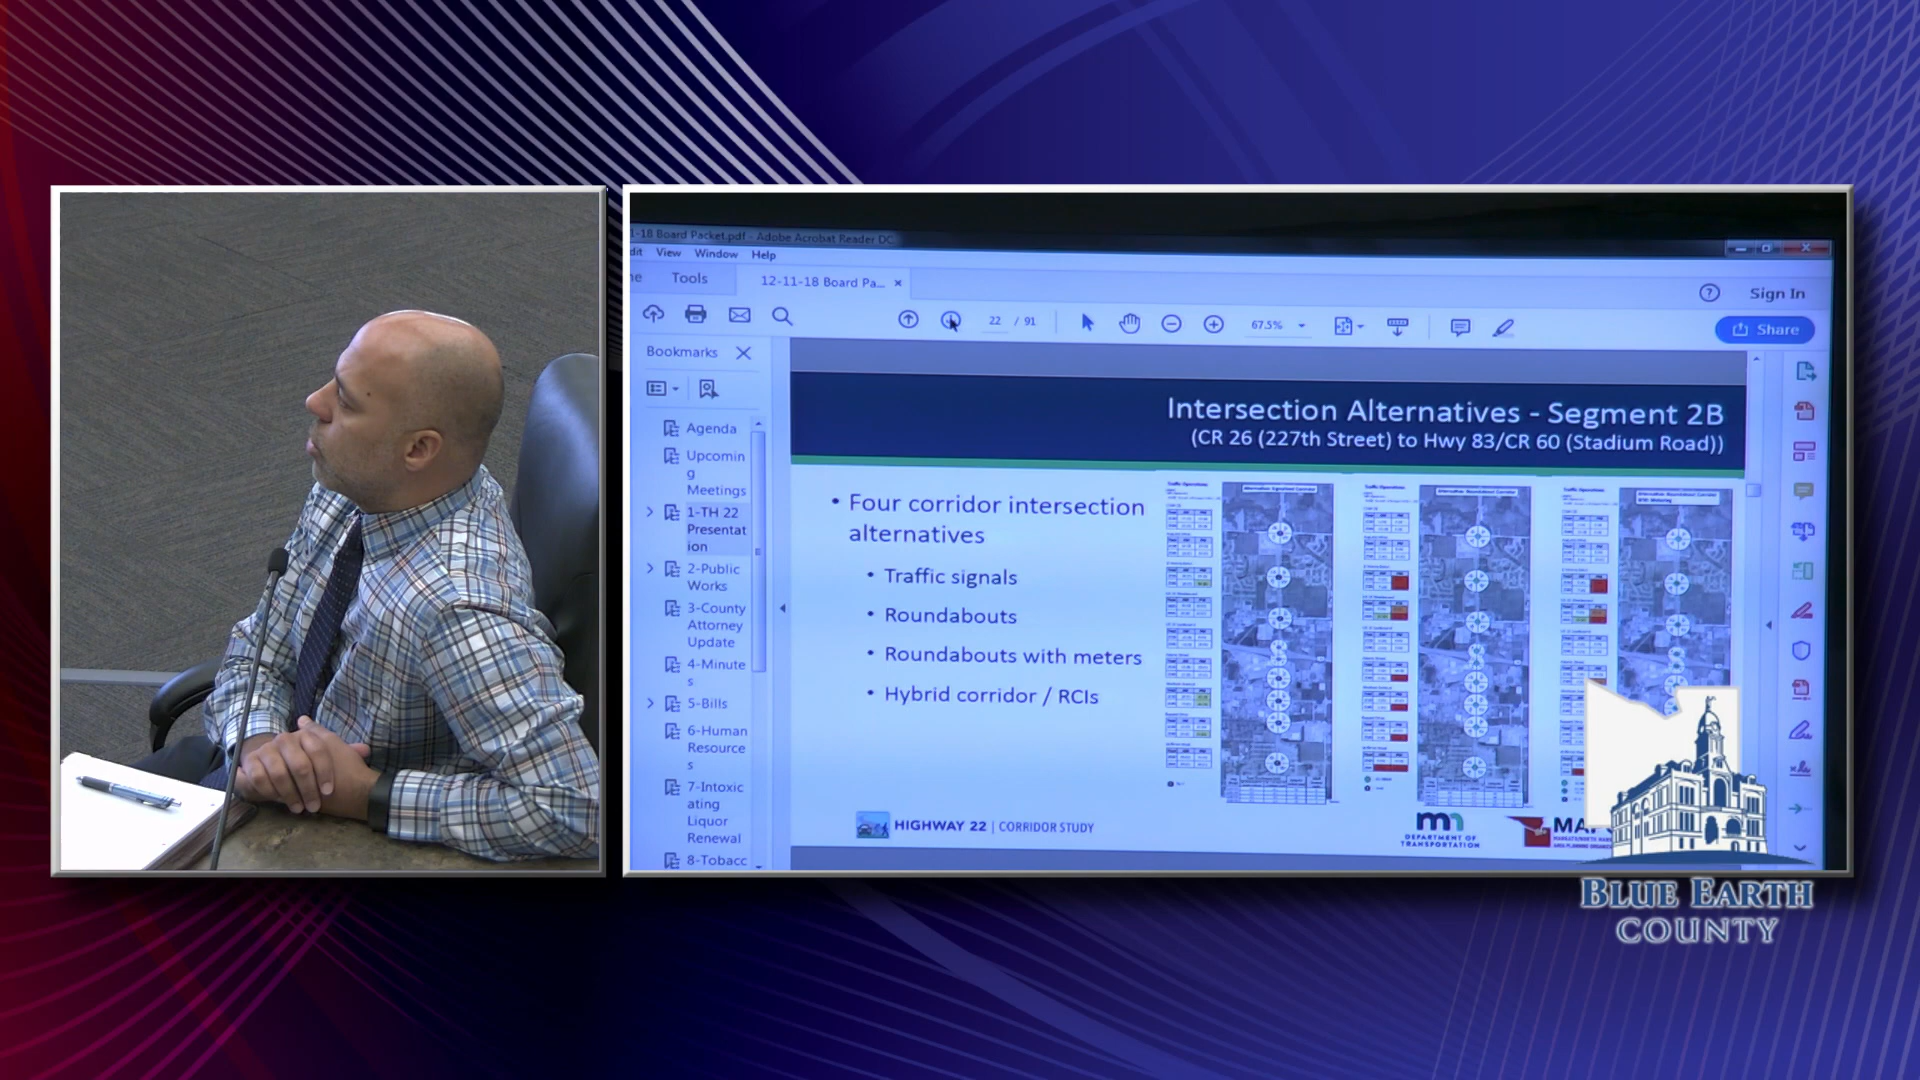 1-18 Board Packet.pdf - Adobe Acrobat Reader DC
dit View Window Help
ne Tools 12-11-18 Board Pa... ×
Sign In
22 / 91
67.5%
Share
Bookmarks
Agenda
Upcomin
g
Meetings
1-TH 22
Presentat
ion
2-Public
Works
3-County
Attorney
Update
4-Minute
s
5-Bills
6-Human
Resource
s
7-Intoxic
ating
Liquor
Renewal
8-Tobacc
Intersection Alternatives - Segment 2B
(CR 26 (227th Street) to Hwy 83/CR 60 (Stadium Road))
• Four corridor intersection
alternatives
• Traffic signals
• Roundabouts
• Roundabouts with meters
• Hybrid corridor / RCIs
HIGHWAY 22 | CORRIDOR STUDY
DEPARTMENT OF
TRANSPORTATION
BLUE EARTH
COUNTY